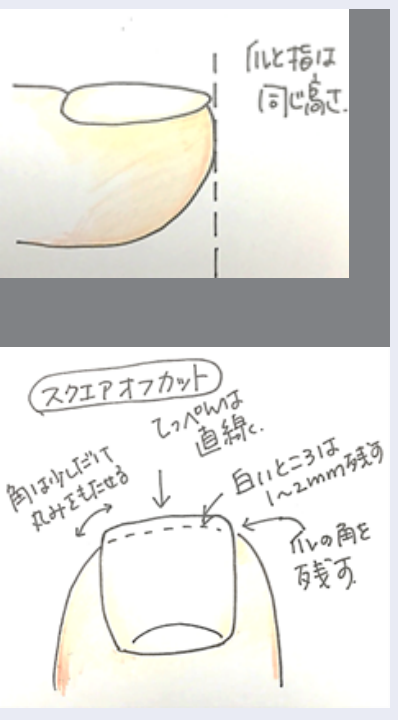 爪と指は
同じ高さ.
スクエアオフカット
てっぺんは
直線に.
角は少しだけ
丸みをもたせる
白いところは
1〜2mm残す
爪の角を
残す.